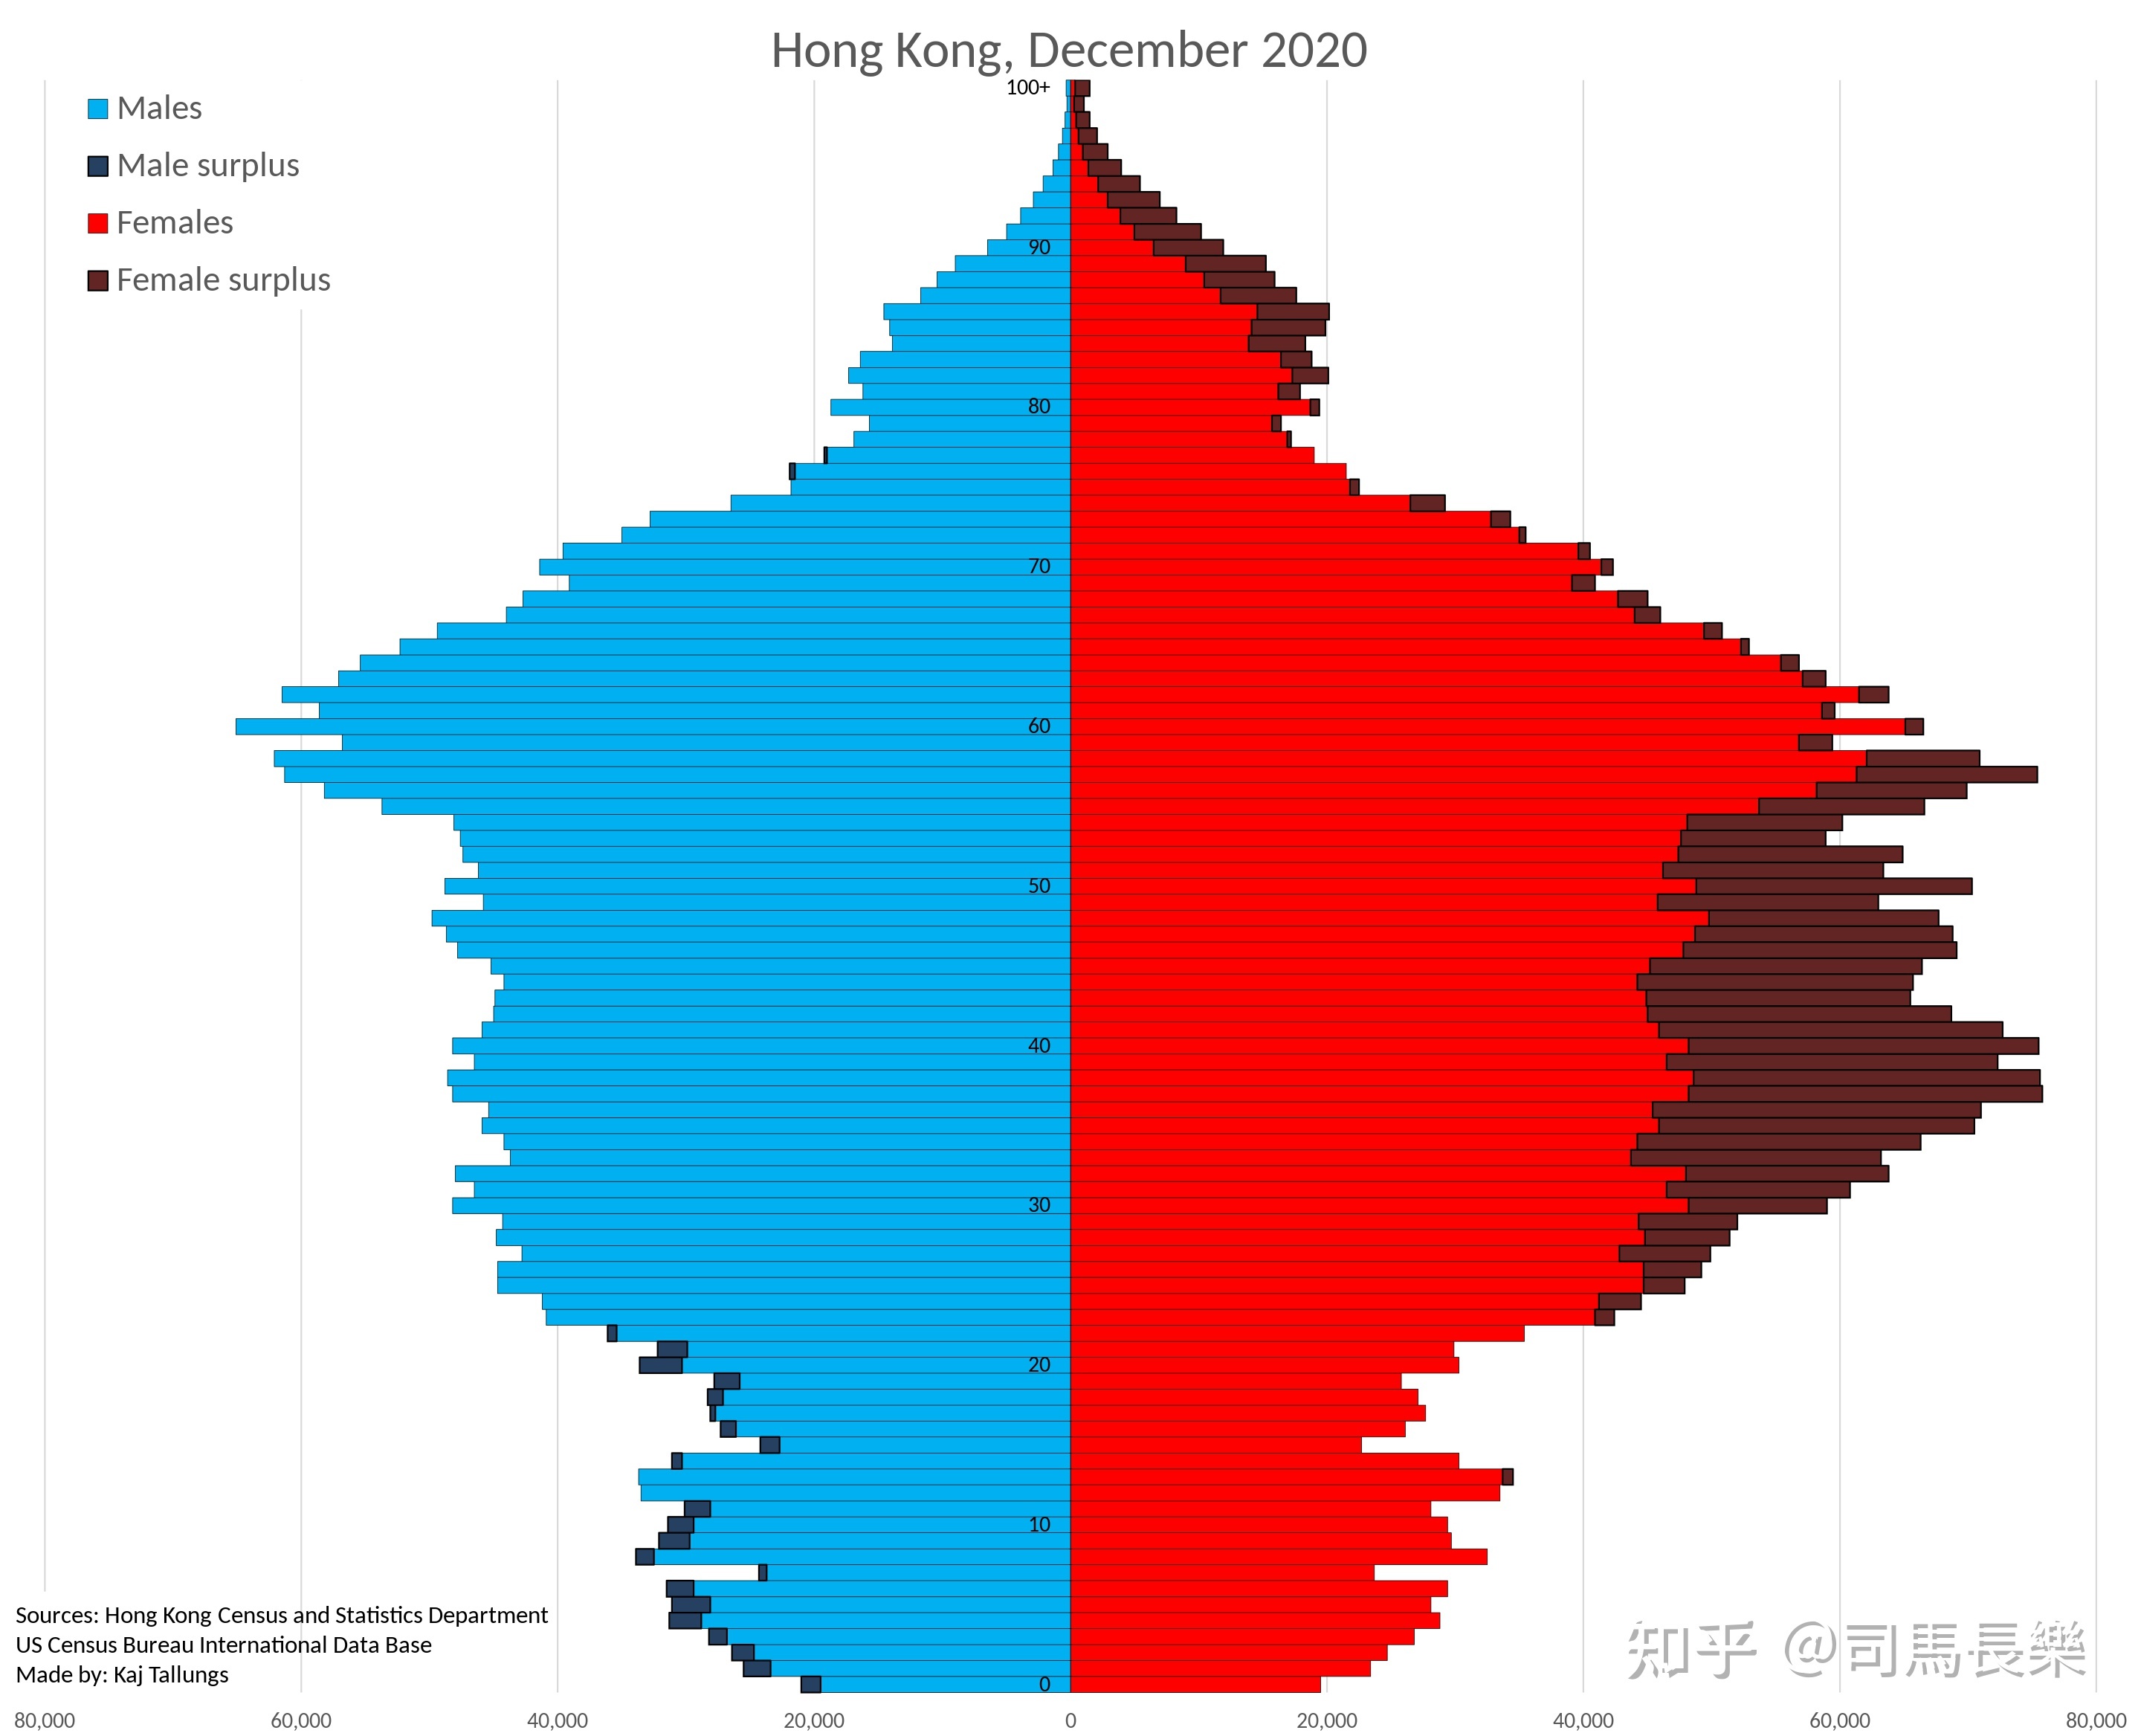 Hong Kong, December 2020
Males
Male surplus
Females
Female surplus
100+
90
80
70
60
50
40
30
20
10
0
Sources: Hong Kong Census and Statistics Department
US Census Bureau International Data Base
Made by: Kaj Tallungs
知乎 @司馬長樂
80,000 60,000 40,000 20,000 0 20,000 40,000 60,000 80,000